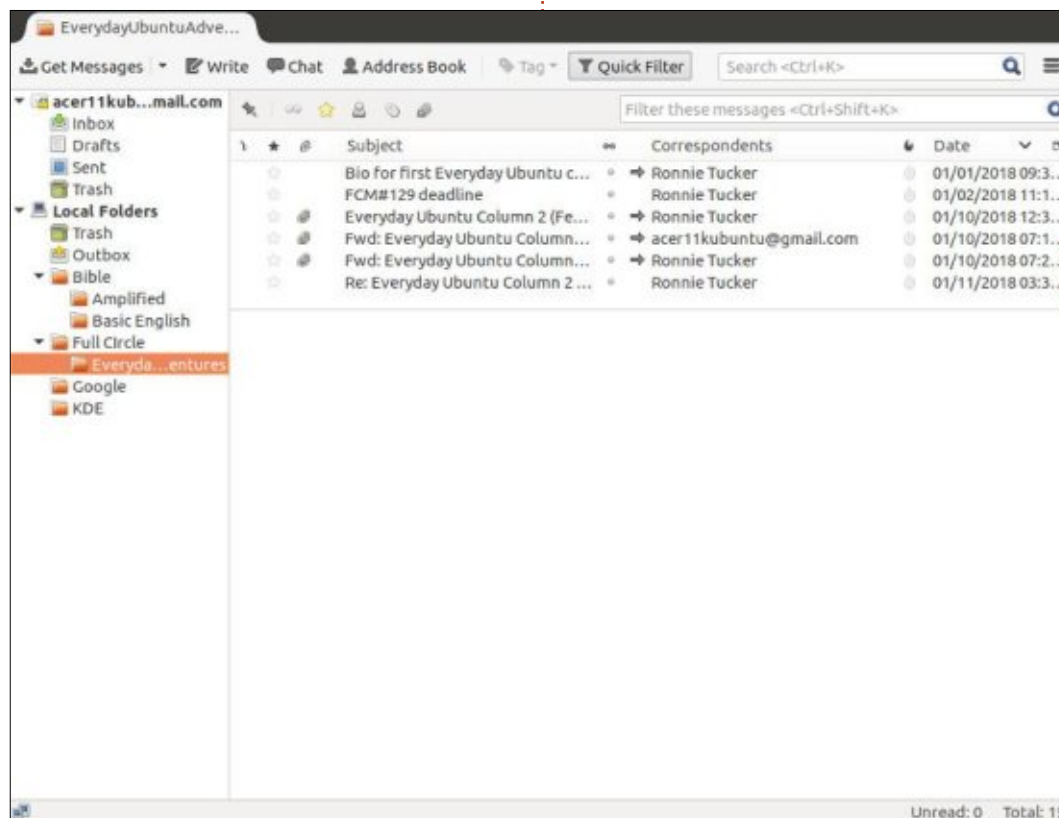 EverydayUbuntuAdve...
Get Messages Write Chat Address Book Tag Quick Filter Search <Ctrl+K>
acer11kub...mail.com
Inbox
Drafts
Sent
Trash
Local Folders
Trash
Outbox
Bible
Amplified
Basic English
Full CIrcle
Everyda...entures
Google
KDE
Filter these messages <Ctrl+Shift+K>
Subject Correspondents Date
Bio for first Everyday Ubuntu c... Ronnie Tucker 01/01/2018 09:3...
FCM#129 deadline Ronnie Tucker 01/02/2018 11:1...
Everyday Ubuntu Column 2 (Fe... Ronnie Tucker 01/10/2018 12:3...
Fwd: Everyday Ubuntu Column... acer11kubuntu@gmail.com 01/10/2018 07:1...
Fwd: Everyday Ubuntu Column... Ronnie Tucker 01/10/2018 07:2...
Re: Everyday Ubuntu Column 2 ... Ronnie Tucker 01/11/2018 03:3...
Unread: 0 Total: